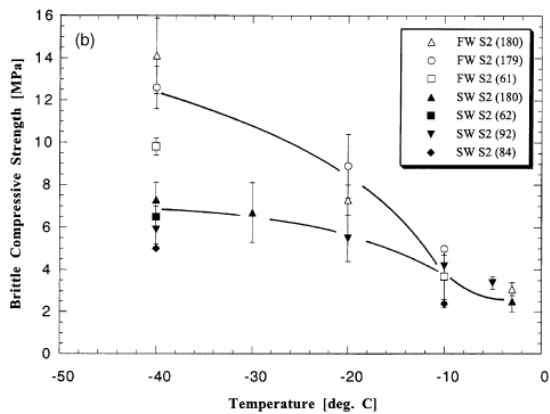 (b)
Brittle Compressive Strength [MPa]
16
14
12
10
8
6
4
2
0
FW S2 (180)
FW S2 (179)
FW S2 (61)
SW S2 (180)
SW S2 (62)
SW S2 (92)
SW S2 (84)
-50
-40
-30
-20
-10
0
Temperature [deg. C]